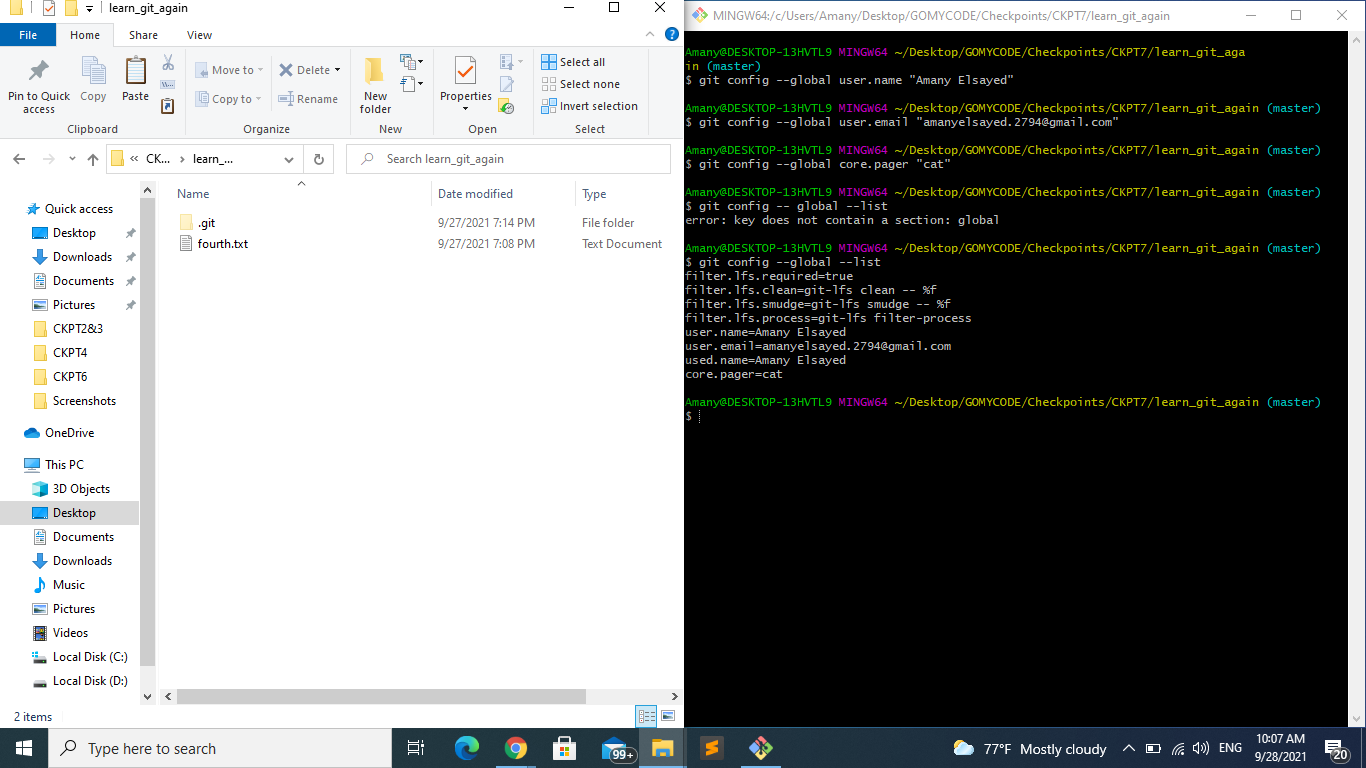 learn_git_again
File Home Share View
Pin to Quick access
Copy
Paste
Move to
Copy to
Delete
Rename
New folder
Properties
Select all
Select none
Invert selection
Clipboard Organize New Open Select
CK... learn_...
Search learn_git_again
Name Date modified Type
.git 9/27/2021 7:14 PM File folder
fourth.txt 9/27/2021 7:08 PM Text Document
Quick access
Desktop
Downloads
Documents
Pictures
CKPT2&3
CKPT4
CKPT6
Screenshots
OneDrive
This PC
3D Objects
Desktop
Documents
Downloads
Music
Pictures
Videos
Local Disk (C:)
Local Disk (D:)
2 items
MINGW64:/c/Users/Amany/Desktop/GOMYCODE/Checkpoints/CKPT7/learn_git_again
Amany@DESKTOP-13HVTL9 MINGW64 ~/Desktop/GOMYCODE/Checkpoints/CKPT7/learn_git_aga
in (master)
$ git config --global user.name "Amany Elsayed"
Amany@DESKTOP-13HVTL9 MINGW64 ~/Desktop/GOMYCODE/Checkpoints/CKPT7/learn_git_again (master)
$ git config --global user.email "amanyelsayed.2794@gmail.com"
Amany@DESKTOP-13HVTL9 MINGW64 ~/Desktop/GOMYCODE/Checkpoints/CKPT7/learn_git_again (master)
$ git config --global core.pager "cat"
Amany@DESKTOP-13HVTL9 MINGW64 ~/Desktop/GOMYCODE/Checkpoints/CKPT7/learn_git_again (master)
$ git config -- global --list
error: key does not contain a section: global
Amany@DESKTOP-13HVTL9 MINGW64 ~/Desktop/GOMYCODE/Checkpoints/CKPT7/learn_git_again (master)
$ git config --global --list
filter.lfs.required=true
filter.lfs.clean=git-lfs clean -- %f
filter.lfs.smudge=git-lfs smudge -- %f
filter.lfs.process=git-lfs filter-process
user.name=Amany Elsayed
user.email=amanyelsayed.2794@gmail.com
used.name=Amany Elsayed
core.pager=cat
Amany@DESKTOP-13HVTL9 MINGW64 ~/Desktop/GOMYCODE/Checkpoints/CKPT7/learn_git_again (master)
$
Type here to search
99+
77°F Mostly cloudy
ENG
10:07 AM
9/28/2021
20